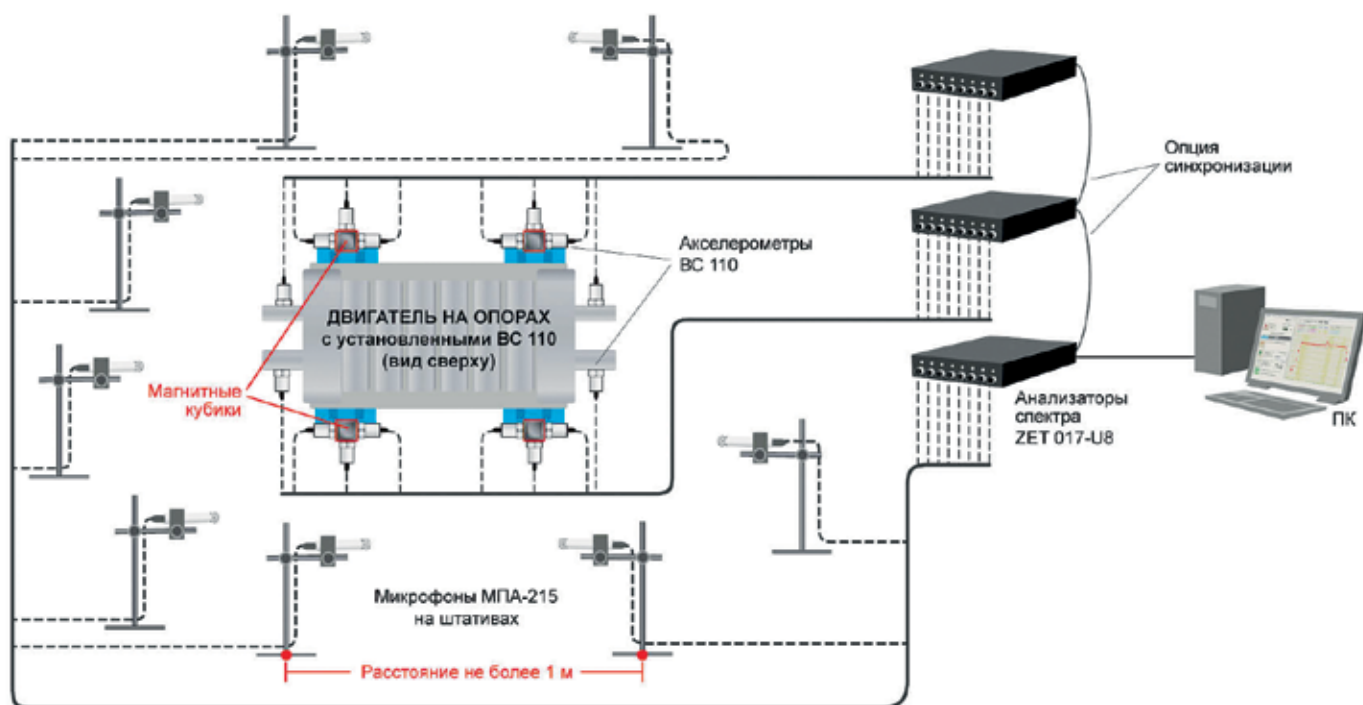 Опция
синхронизации
Акселерометры
ВС 110
ДВИГАТЕЛЬ НА ОПОРАХ
с установленными ВС 110
(вид сверху)
Магнитные
кубики
Анализаторы
спектра
ZET 017-U8
ПК
Микрофоны МПА-215
на штативах
Расстояние не более 1 м